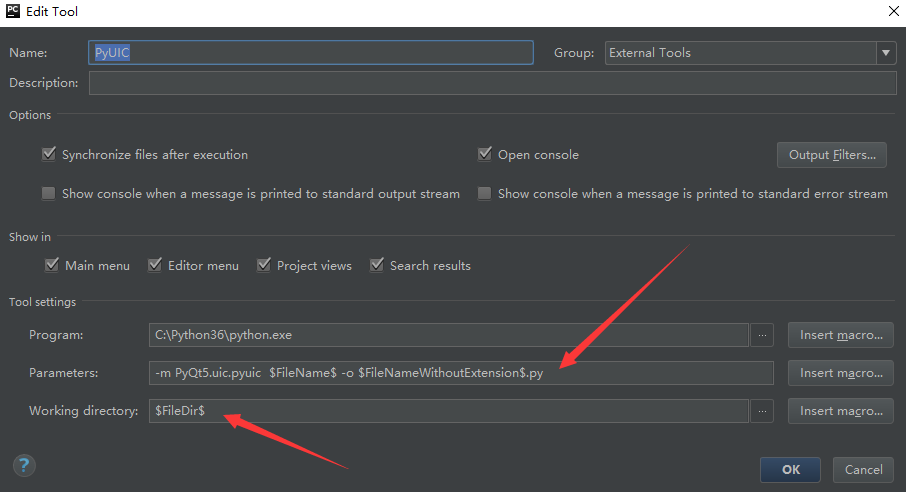 PC Edit Tool
Name: PyUIC Group: External Tools
Description:
Options
Synchronize files after execution Open console Output Filters...
Show console when a message is printed to standard output stream Show console when a message is printed to standard error stream
Show in
Main menu Editor menu Project views Search results
Tool settings
Program: C:\Python36\python.exe ... Insert macro...
Parameters: -m PyQt5.uic.pyuic  $FileName$ -o $FileNameWithoutExtension$.py Insert macro...
Working directory: $FileDir$ ... Insert macro...
? OK Cancel